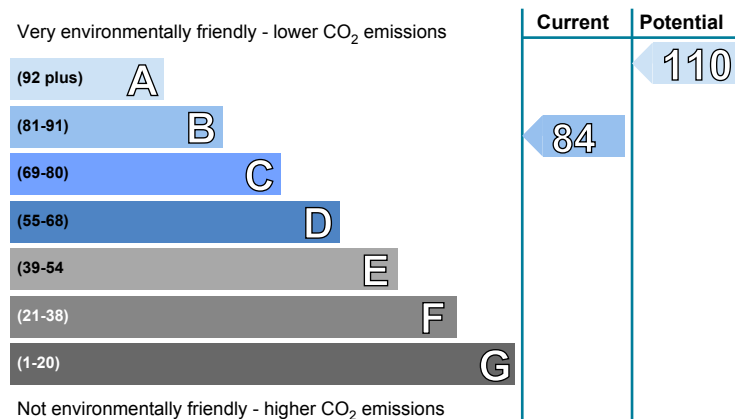 Very environmentally friendly - lower CO2 emissions
Current
Potential
(92 plus) A
110
(81-91) B
84
(69-80) C
(55-68) D
(39-54 E
(21-38) F
(1-20) G
Not environmentally friendly - higher CO2 emissions